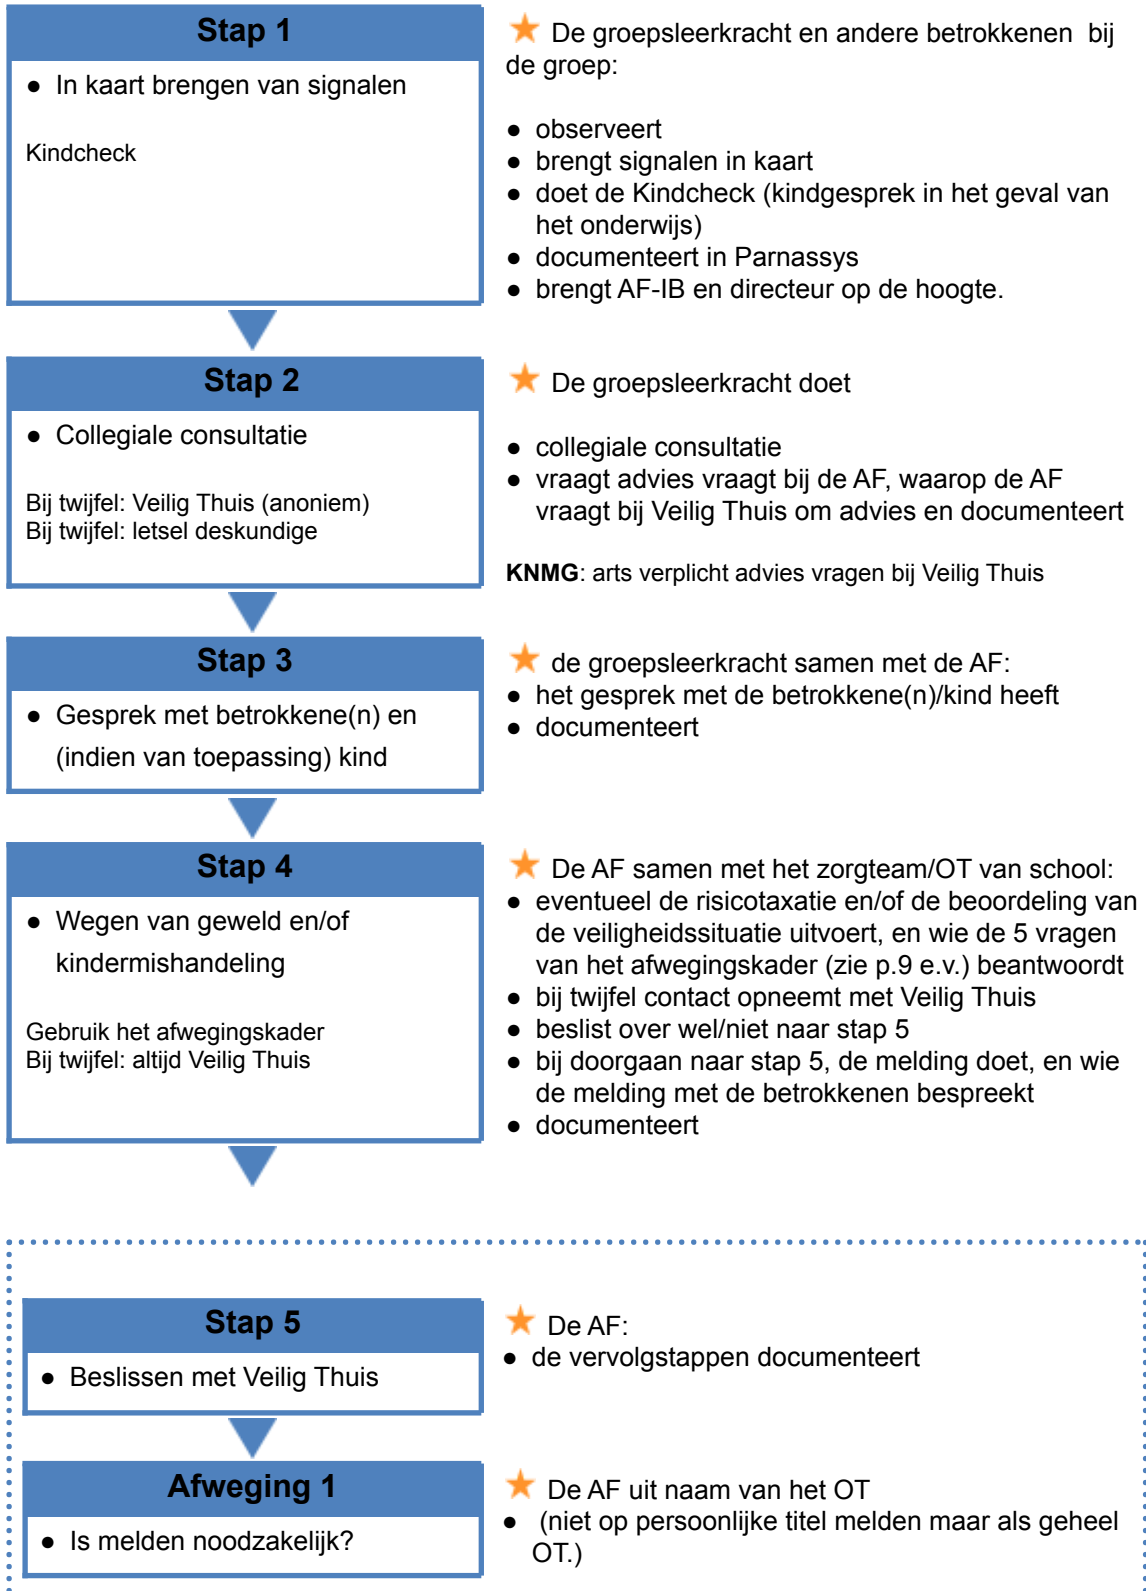 Stap 1
● In kaart brengen van signalen
Kindcheck
De groepsleerkracht en andere betrokkenen bij
de groep:
● observeert
● brengt signalen in kaart
● doet de Kindcheck (kindgesprek in het geval van
het onderwijs)
● documenteert in Parnassys
● brengt AF-IB en directeur op de hoogte.
Stap 2
● Collegiale consultatie
Bij twijfel: Veilig Thuis (anoniem)
Bij twijfel: letsel deskundige
De groepsleerkracht doet
● collegiale consultatie
● vraagt advies vraagt bij de AF, waarop de AF
vraagt bij Veilig Thuis om advies en documenteert
KNMG: arts verplicht advies vragen bij Veilig Thuis
Stap 3
● Gesprek met betrokkene(n) en
(indien van toepassing) kind
de groepsleerkracht samen met de AF:
● het gesprek met de betrokkene(n)/kind heeft
● documenteert
Stap 4
● Wegen van geweld en/of
kindermishandeling
Gebruik het afwegingskader
Bij twijfel: altijd Veilig Thuis
De AF samen met het zorgteam/OT van school:
● eventueel de risicotaxatie en/of de beoordeling van
de veiligheidssituatie uitvoert, en wie de 5 vragen
van het afwegingskader (zie p.9 e.v.) beantwoordt
● bij twijfel contact opneemt met Veilig Thuis
● beslist over wel/niet naar stap 5
● bij doorgaan naar stap 5, de melding doet, en wie
de melding met de betrokkenen bespreekt
● documenteert
Stap 5
● Beslissen met Veilig Thuis
De AF:
● de vervolgstappen documenteert
Afweging 1
● Is melden noodzakelijk?
De AF uit naam van het OT
● (niet op persoonlijke titel melden maar als geheel
OT.)